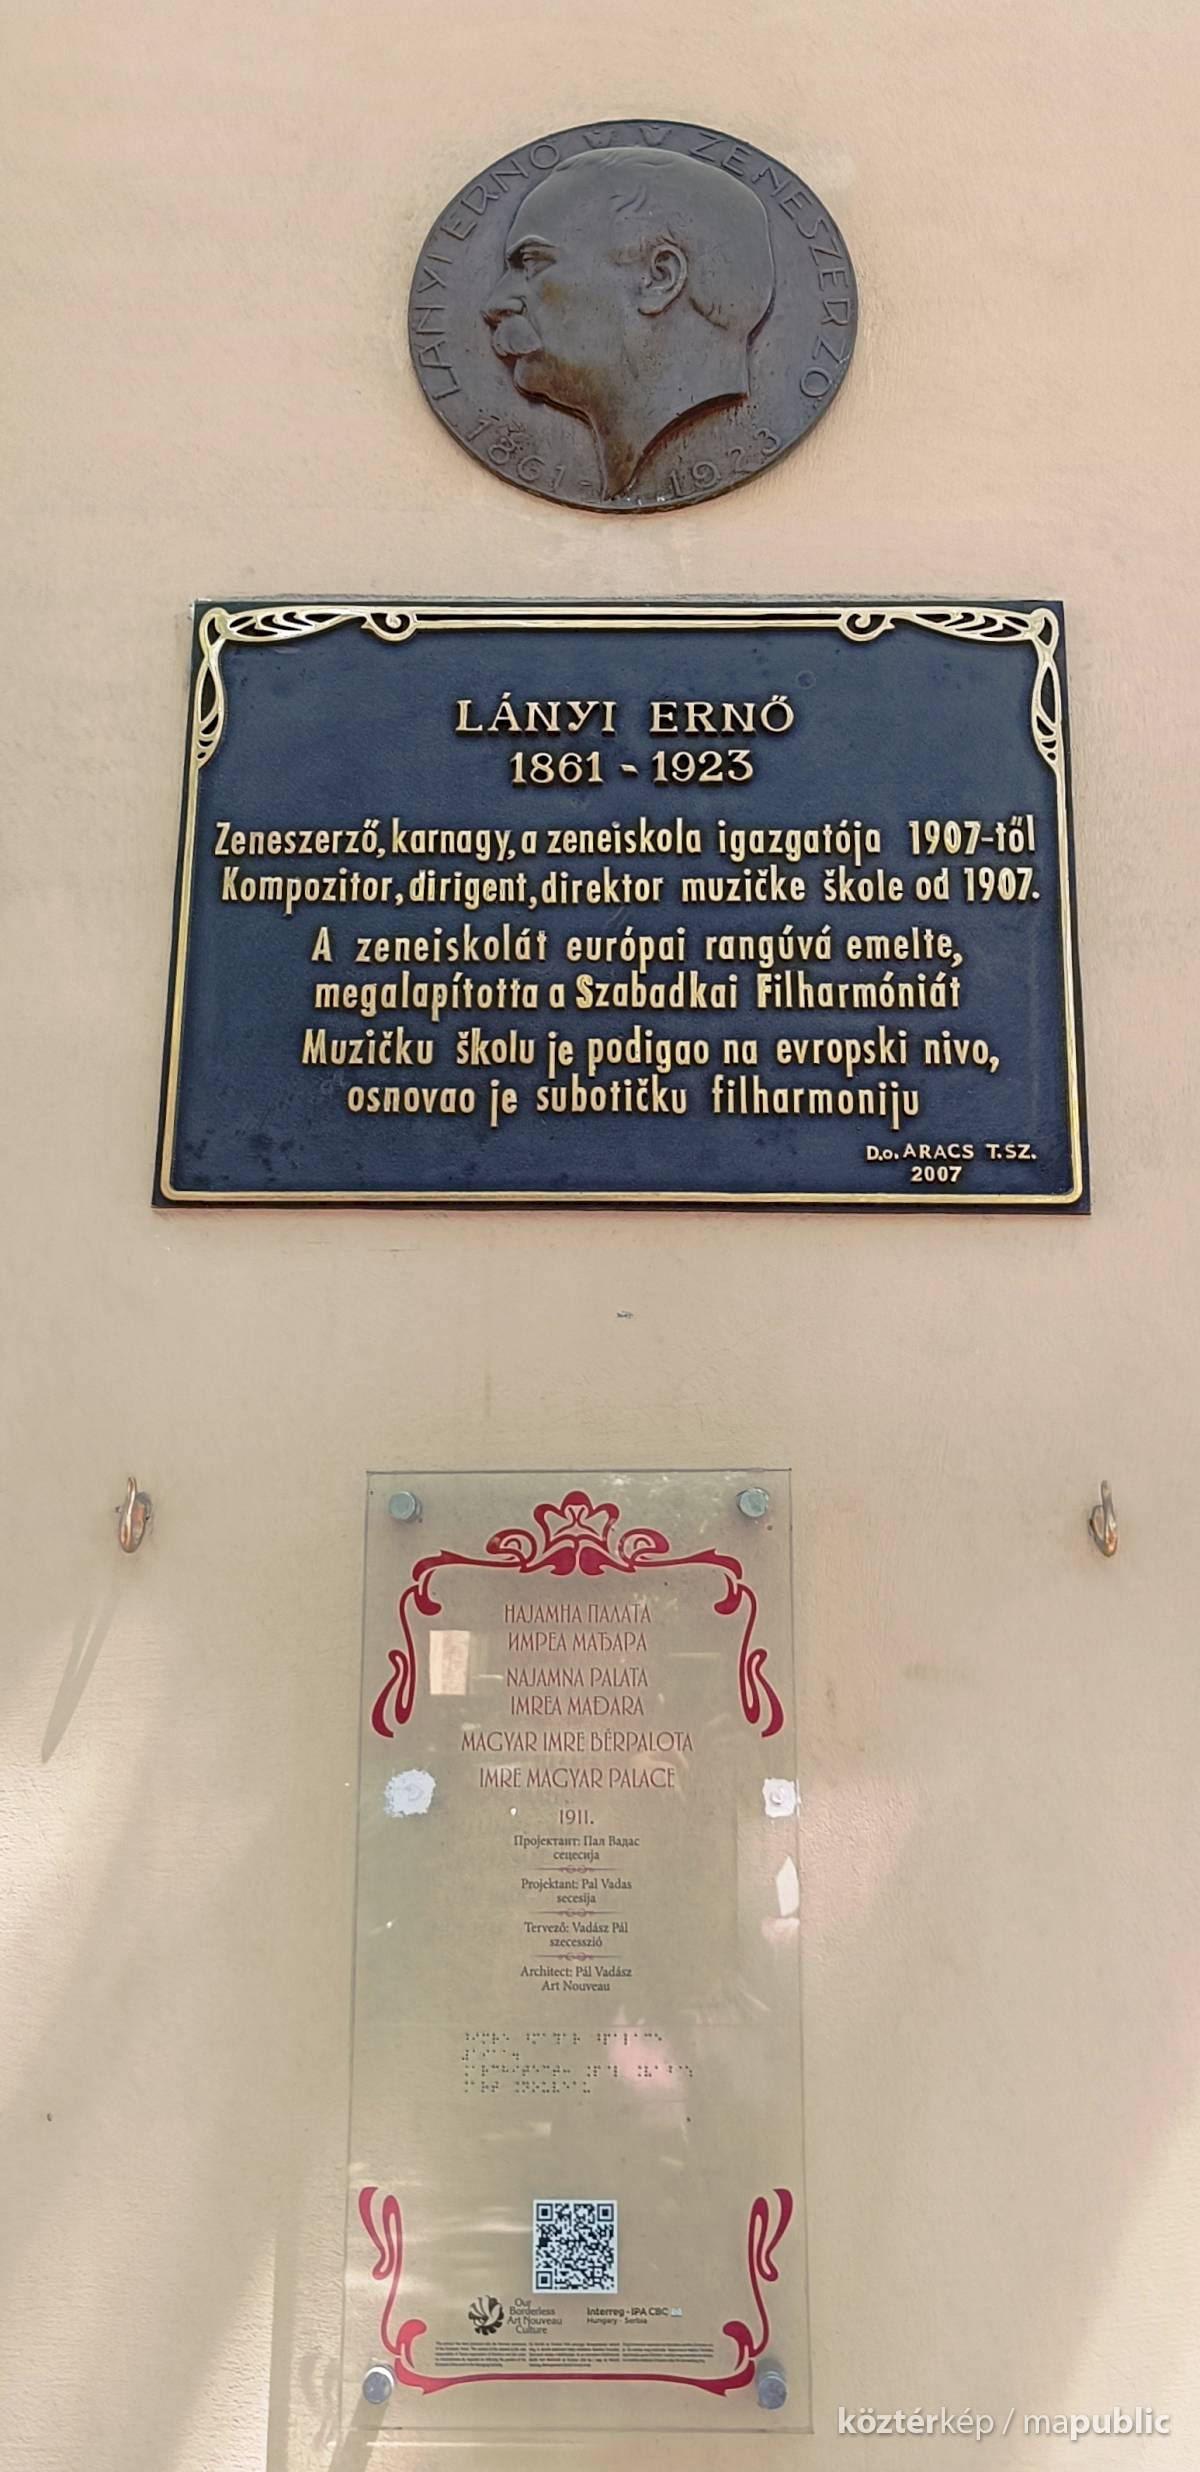 LÁNYI ERNŐ ZENESZERZŐ
1861-1923
LÁNYI ERNŐ
1861 - 1923
Zeneszerző, karnagy, a zeneiskola igazgatója 1907-től
Kompozitor, dirigent, direktor muzičke škole od 1907.
A zeneiskolát európai rangúvá emelte,
megalapította a Szabadkai Filharmóniát
Muzičku školu je podigao na evropski nivo,
osnovao je subotičku filharmoniju
D.o. ARACS T.SZ.
2007
НАЈАМНА ПАЛАТА
ИМРЕА МАЂАРА
NAJAMNA PALATA
IMREA MAĐARA
MAGYAR IMRE BÉRPALOTA
IMRE MAGYAR PALACE
1911.
Пројектант: Пал Вадас
сецесија
Projektant: Pal Vadas
secesija
Tervező: Vadász Pál
szecesszió
Architect: Pál Vadász
Art Nouveau
Our
Borderless
Art Nouveau
Culture
Interreg - IPA CBC
Hungary - Serbia
köztérkép / mapublic